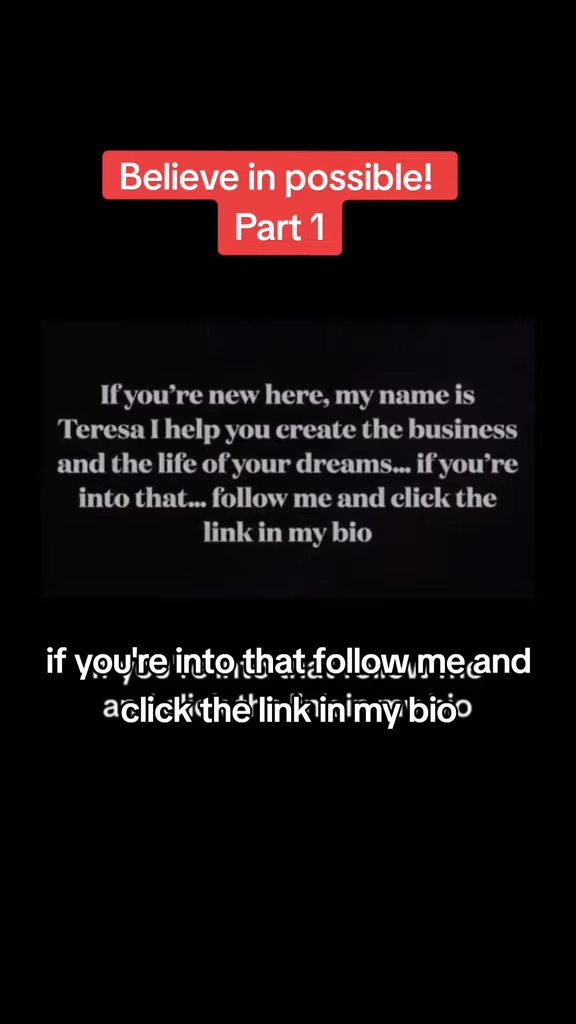 Believe in possible!
Part 1
If you're new here, my name is
Teresa I help you create the business
and the life of your dreams... if you're
into that... follow me and click the
link in my bio
if you're into that follow me and
click the link in my bio